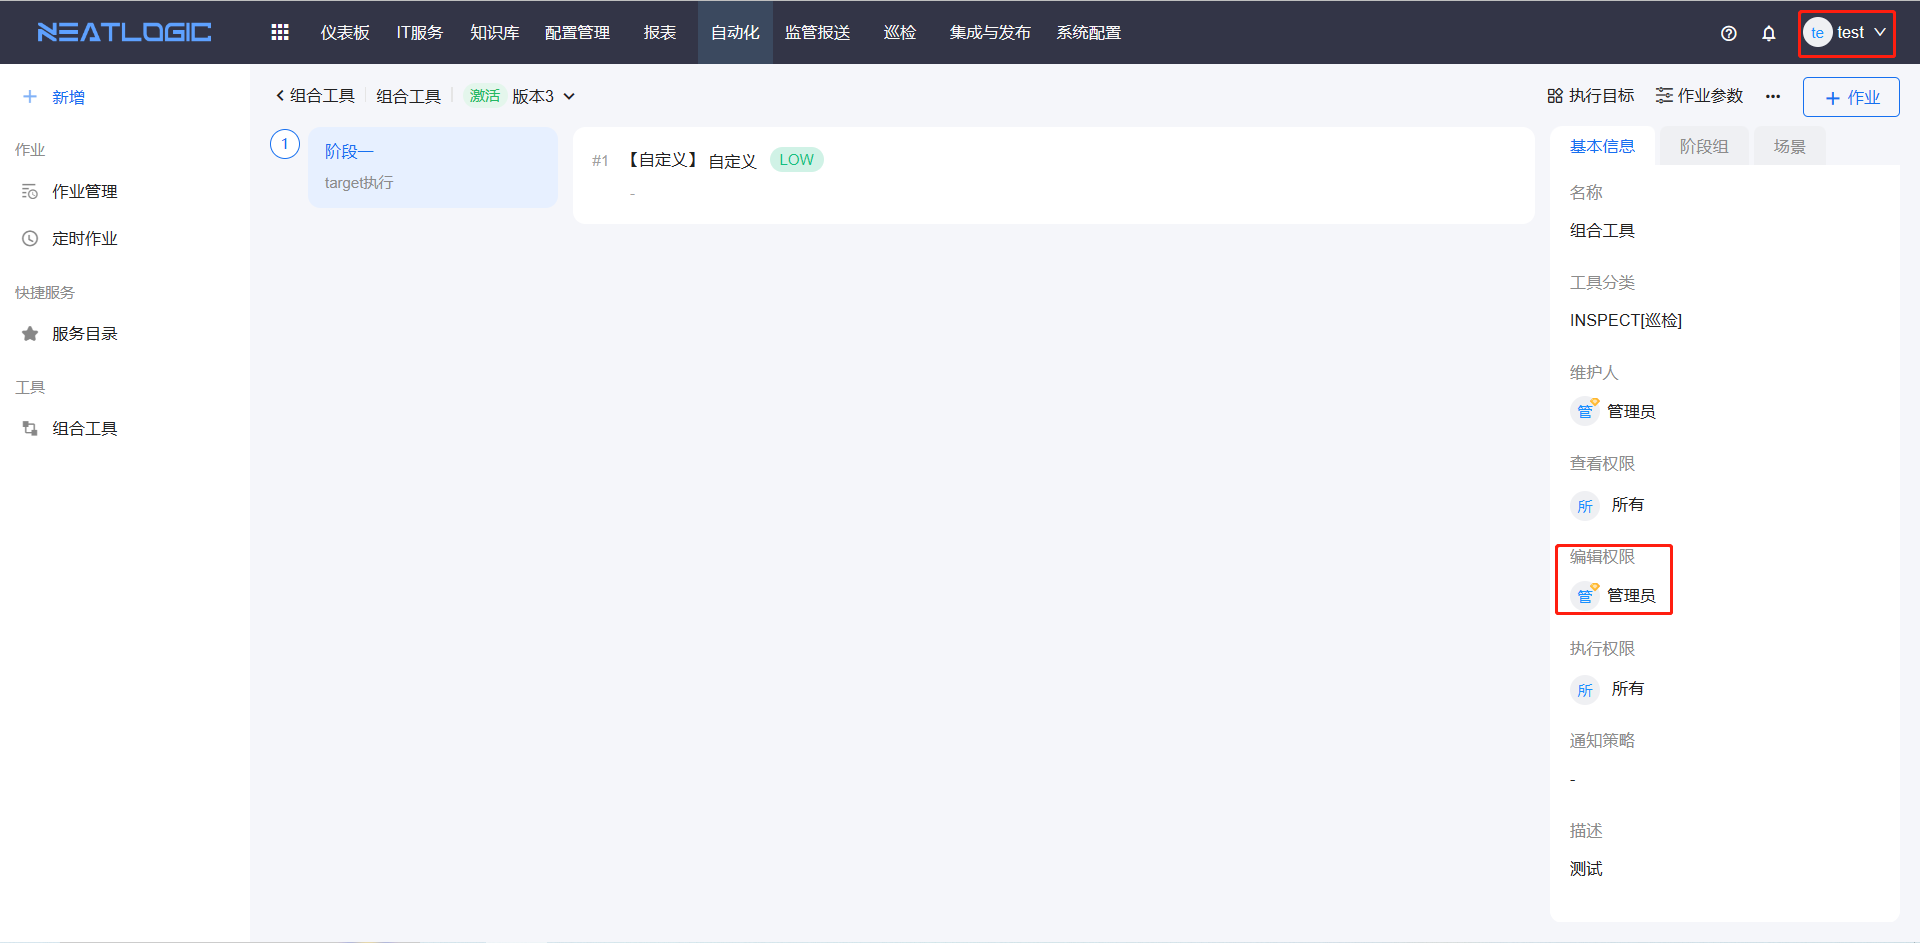 NEATLOGIC
仪表板 IT服务 知识库 配置管理 报表 自动化 监管报送 巡检 集成与发布 系统配置
te test
新增
作业
作业管理
定时作业
快捷服务
服务目录
工具
组合工具
组合工具 组合工具 激活 版本3
执行目标 作业参数 ··· + 作业
1
阶段一
target执行
#1 【自定义】 自定义 LOW
-
基本信息 阶段组 场景
名称
组合工具
工具分类
INSPECT[巡检]
维护人
管 管理员
查看权限
所 所有
编辑权限
管 管理员
执行权限
所 所有
通知策略
-
描述
测试